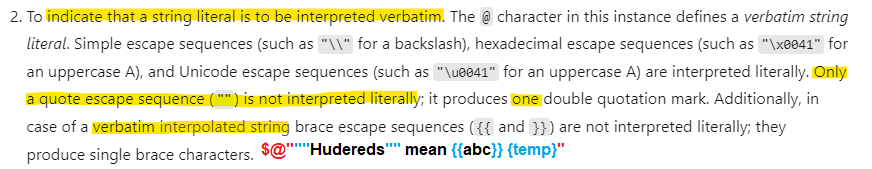 2. To indicate that a string literal is to be interpreted verbatim. The @ character in this instance defines a verbatim string
literal. Simple escape sequences (such as "\\" for a backslash), hexadecimal escape sequences (such as "\x0041" for
an uppercase A), and Unicode escape sequences (such as "\u0041" for an uppercase A) are interpreted literally. Only
a quote escape sequence ("") is not interpreted literally; it produces one double quotation mark. Additionally, in
case of a verbatim interpolated string brace escape sequences ({{ and }}) are not interpreted literally; they
produce single brace characters. $@"""Hudereds"" mean {{abc}} {temp}"